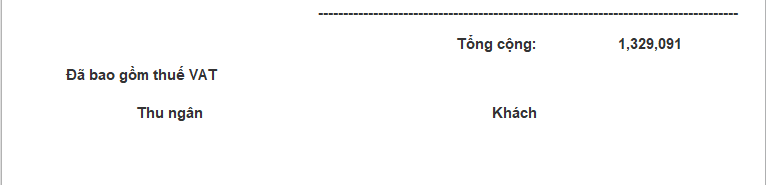 ------------------------------------------------------------------------------------
Tổng cộng: 1,329,091
Đã bao gồm thuế VAT
Thu ngân Khách